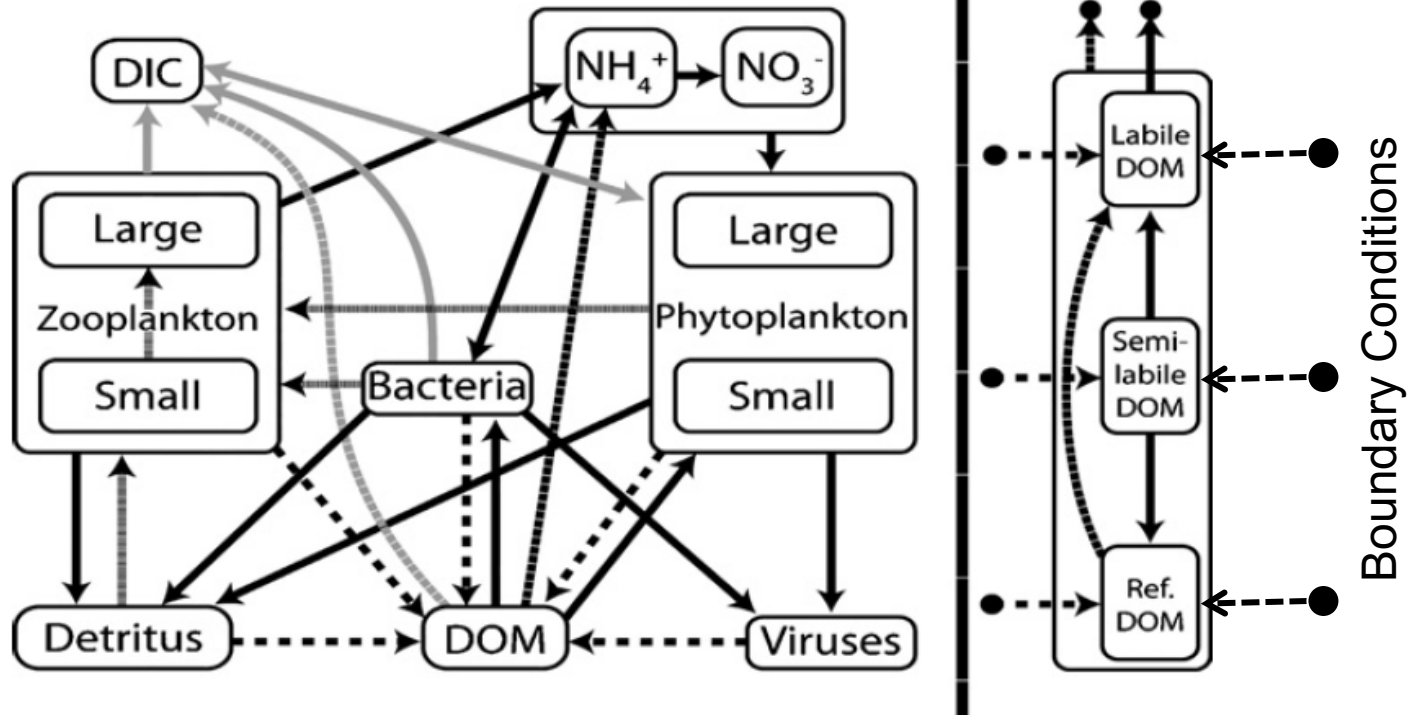 DIC
NH₄⁺
NO₃⁻
Large
Zooplankton
Small
Large
Phytoplankton
Small
Bacteria
Detritus
DOM
Viruses
Labile
DOM
Semi-
labile
DOM
Ref.
DOM
Boundary Conditions